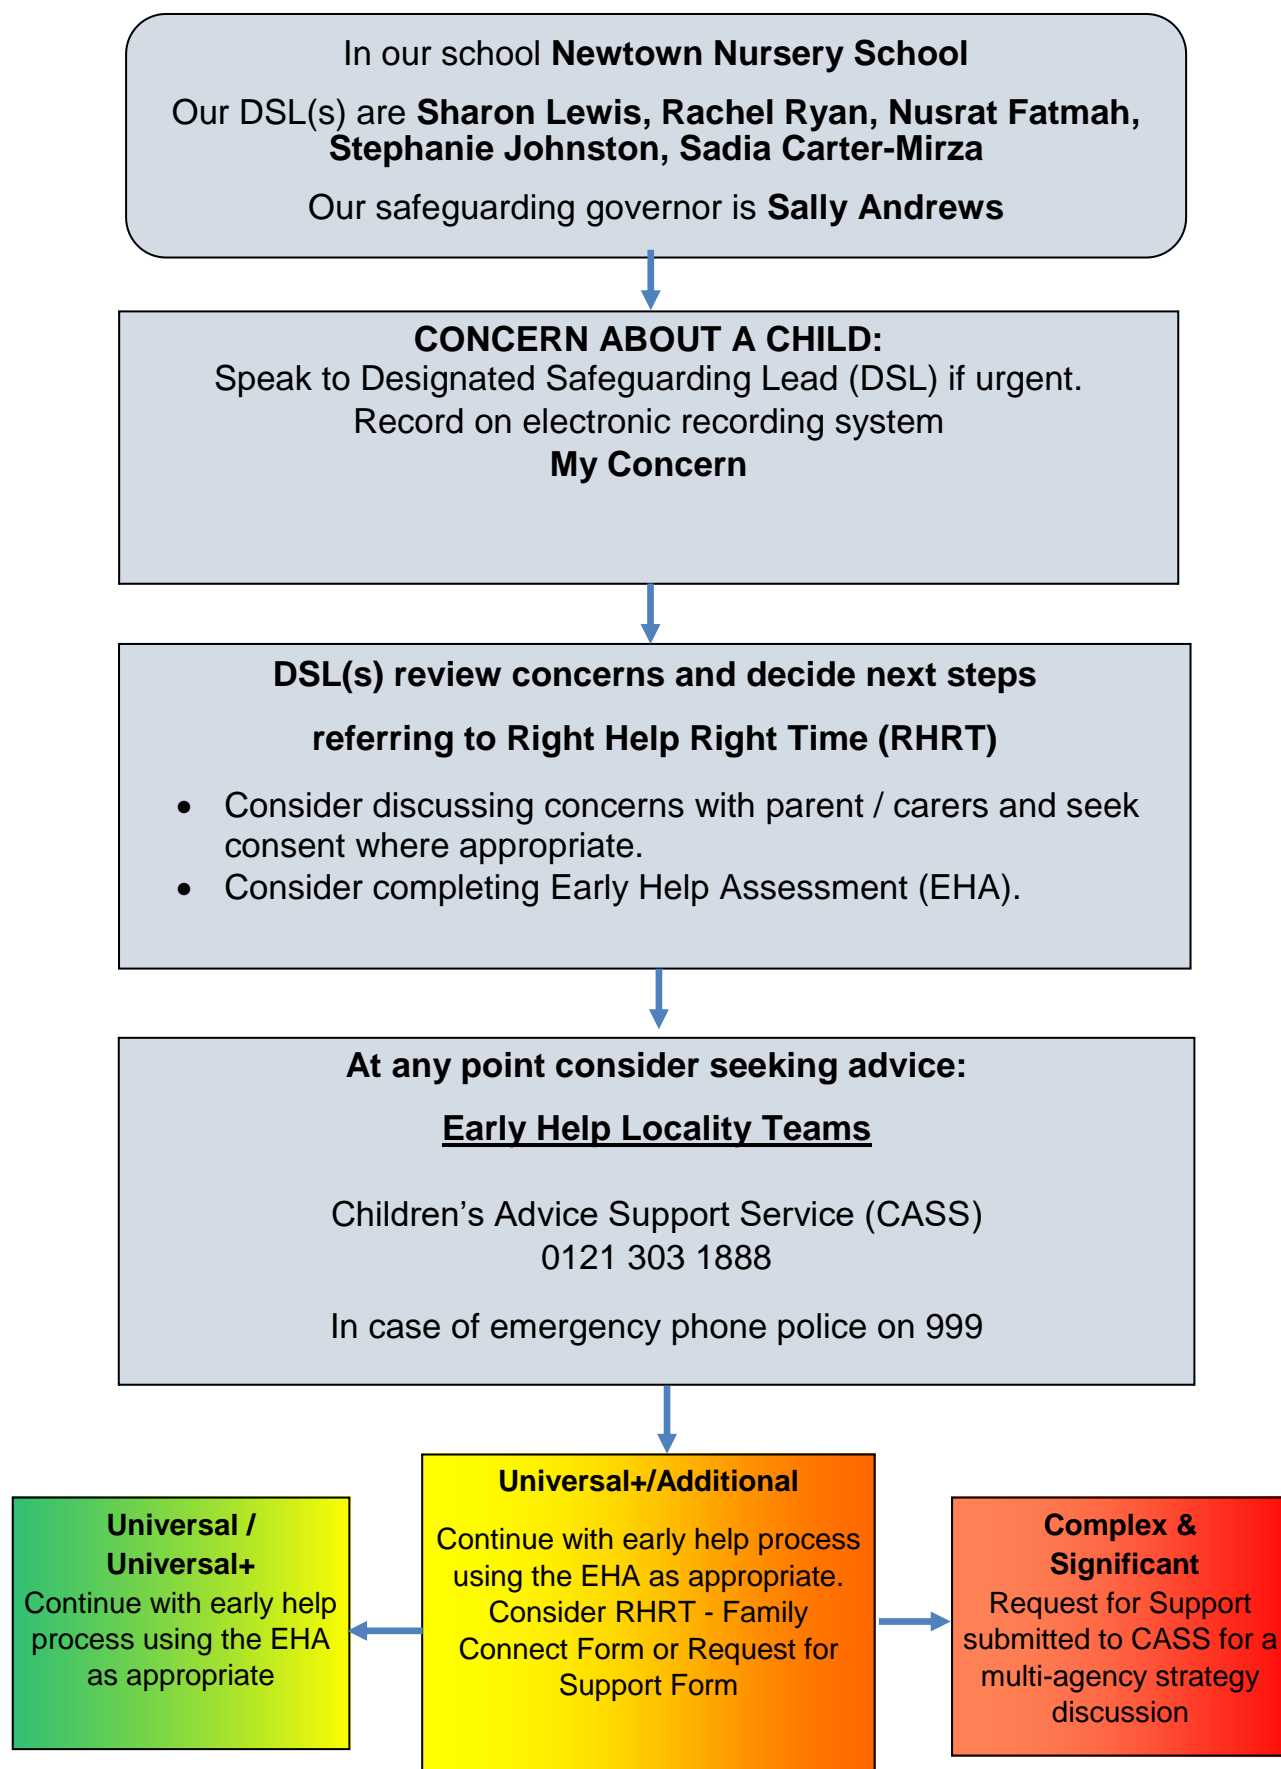 In our school Newtown Nursery School
Our DSL(s) are Sharon Lewis, Rachel Ryan, Nusrat Fatmah,
Stephanie Johnston, Sadia Carter-Mirza
Our safeguarding governor is Sally Andrews
CONCERN ABOUT A CHILD:
Speak to Designated Safeguarding Lead (DSL) if urgent.
Record on electronic recording system
My Concern
DSL(s) review concerns and decide next steps
referring to Right Help Right Time (RHRT)
• Consider discussing concerns with parent / carers and seek
consent where appropriate.
• Consider completing Early Help Assessment (EHA).
At any point consider seeking advice:
Early Help Locality Teams
Children’s Advice Support Service (CASS)
0121 303 1888
In case of emergency phone police on 999
Universal /
Universal+
Continue with early help
process using the EHA
as appropriate
Universal+/Additional
Continue with early help process
using the EHA as appropriate.
Consider RHRT - Family
Connect Form or Request for
Support Form
Complex &
Significant
Request for Support
submitted to CASS for a
multi-agency strategy
discussion